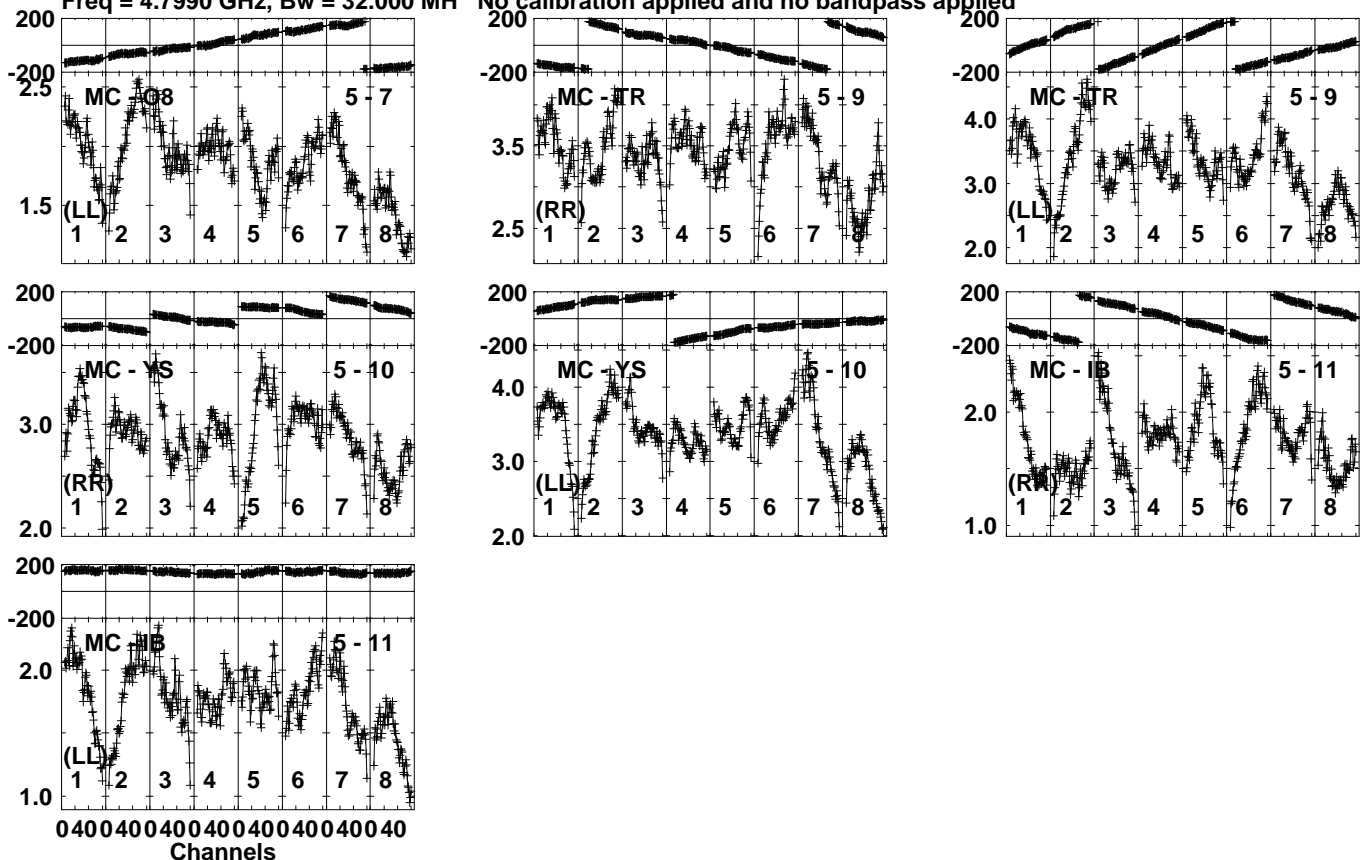 Freq = 4.7990 GHz, Bw = 32.000 MH No calibration applied and no bandpass applied
200
-200
2.5
1.5
MC - O8
5 - 7
(LL)
1 2 3 4 5 6 7 8
200
-200
3.5
2.5
MC - TR
5 - 9
(RR)
1 2 3 4 5 6 7 8
200
-200
4.0
3.0
2.0
MC - TR
5 - 9
(LL)
1 2 3 4 5 6 7 8
200
-200
3.0
2.0
MC - YS
5 - 10
(RR)
1 2 3 4 5 6 7 8
200
-200
4.0
3.0
2.0
MC - YS
5 - 10
(LL)
1 2 3 4 5 6 7 8
200
-200
2.0
1.0
MC - IB
5 - 11
(RR)
1 2 3 4 5 6 7 8
200
-200
2.0
1.0
MC - IB
5 - 11
(LL)
1 2 3 4 5 6 7 8
0 40 0 40 0 40 0 40 0 40 0 40 0 40 0 40
Channels